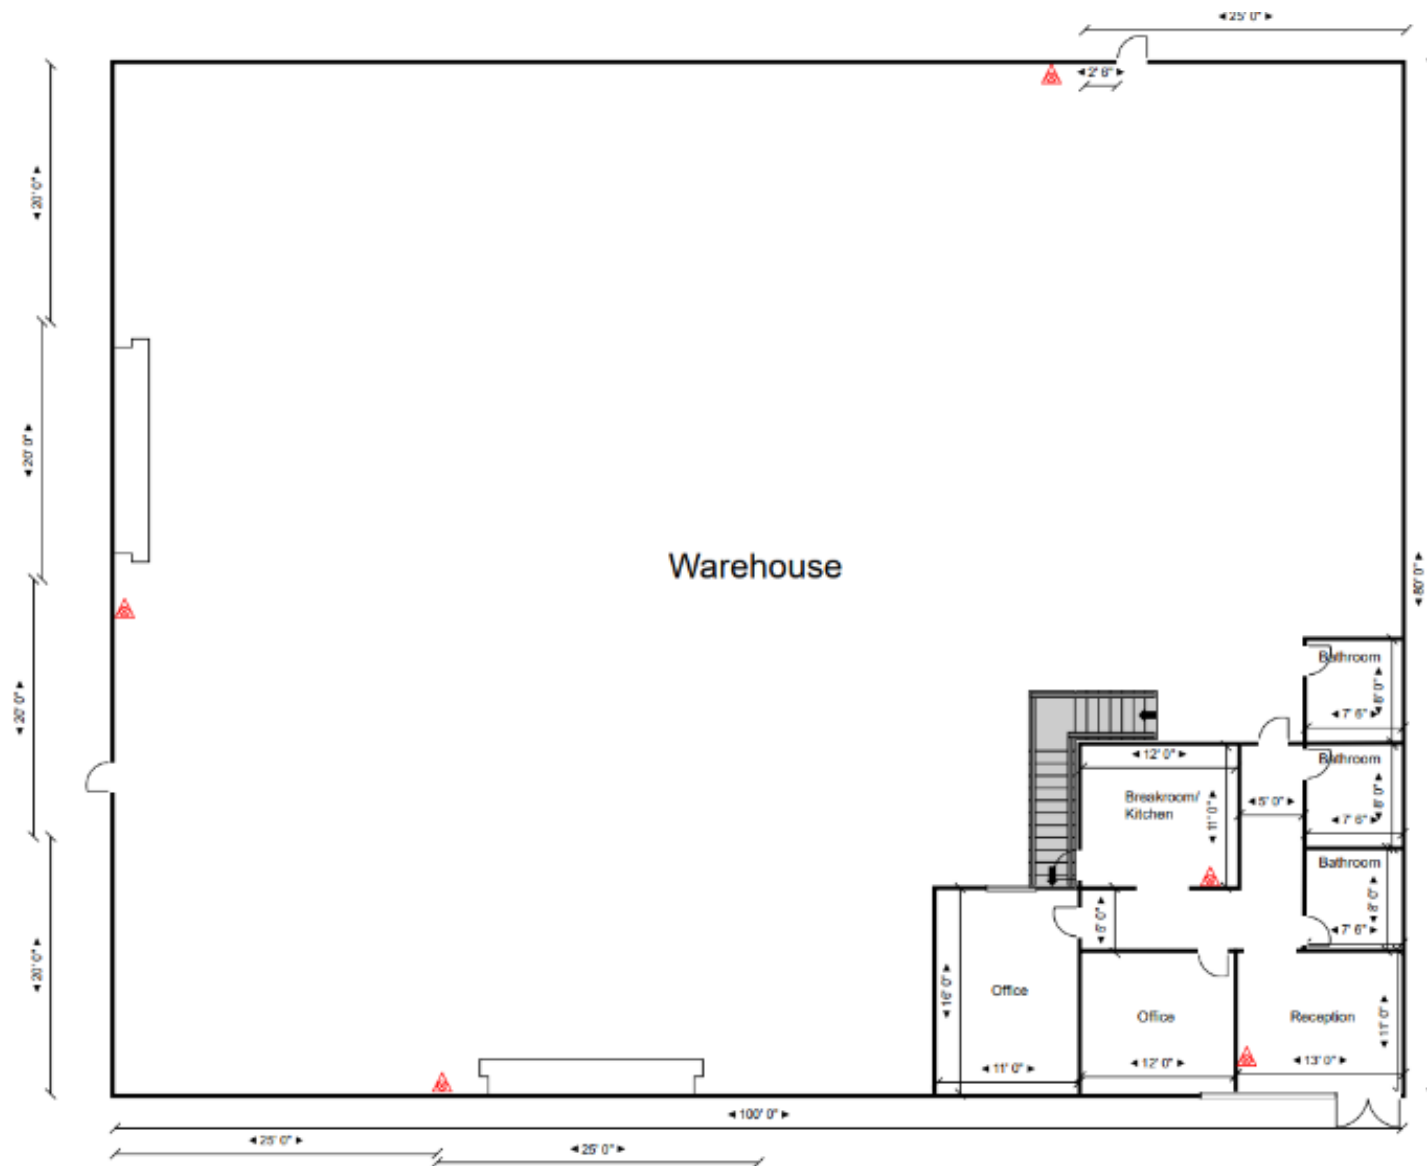 25' 0"
2' 6"
20' 0"
20' 0"
Warehouse
80' 0"
Bathroom
8' 0"
7' 6"
20' 0"
12' 0"
Bathroom
Breakroom/
Kitchen
11' 0"
5' 0"
8' 0"
7' 6"
Bathroom
8' 0"
6' 0"
7' 6"
20' 0"
16' 0"
Office
Office
Reception
11' 0"
11' 0"
12' 0"
13' 0"
100' 0"
25' 0"
25' 0"